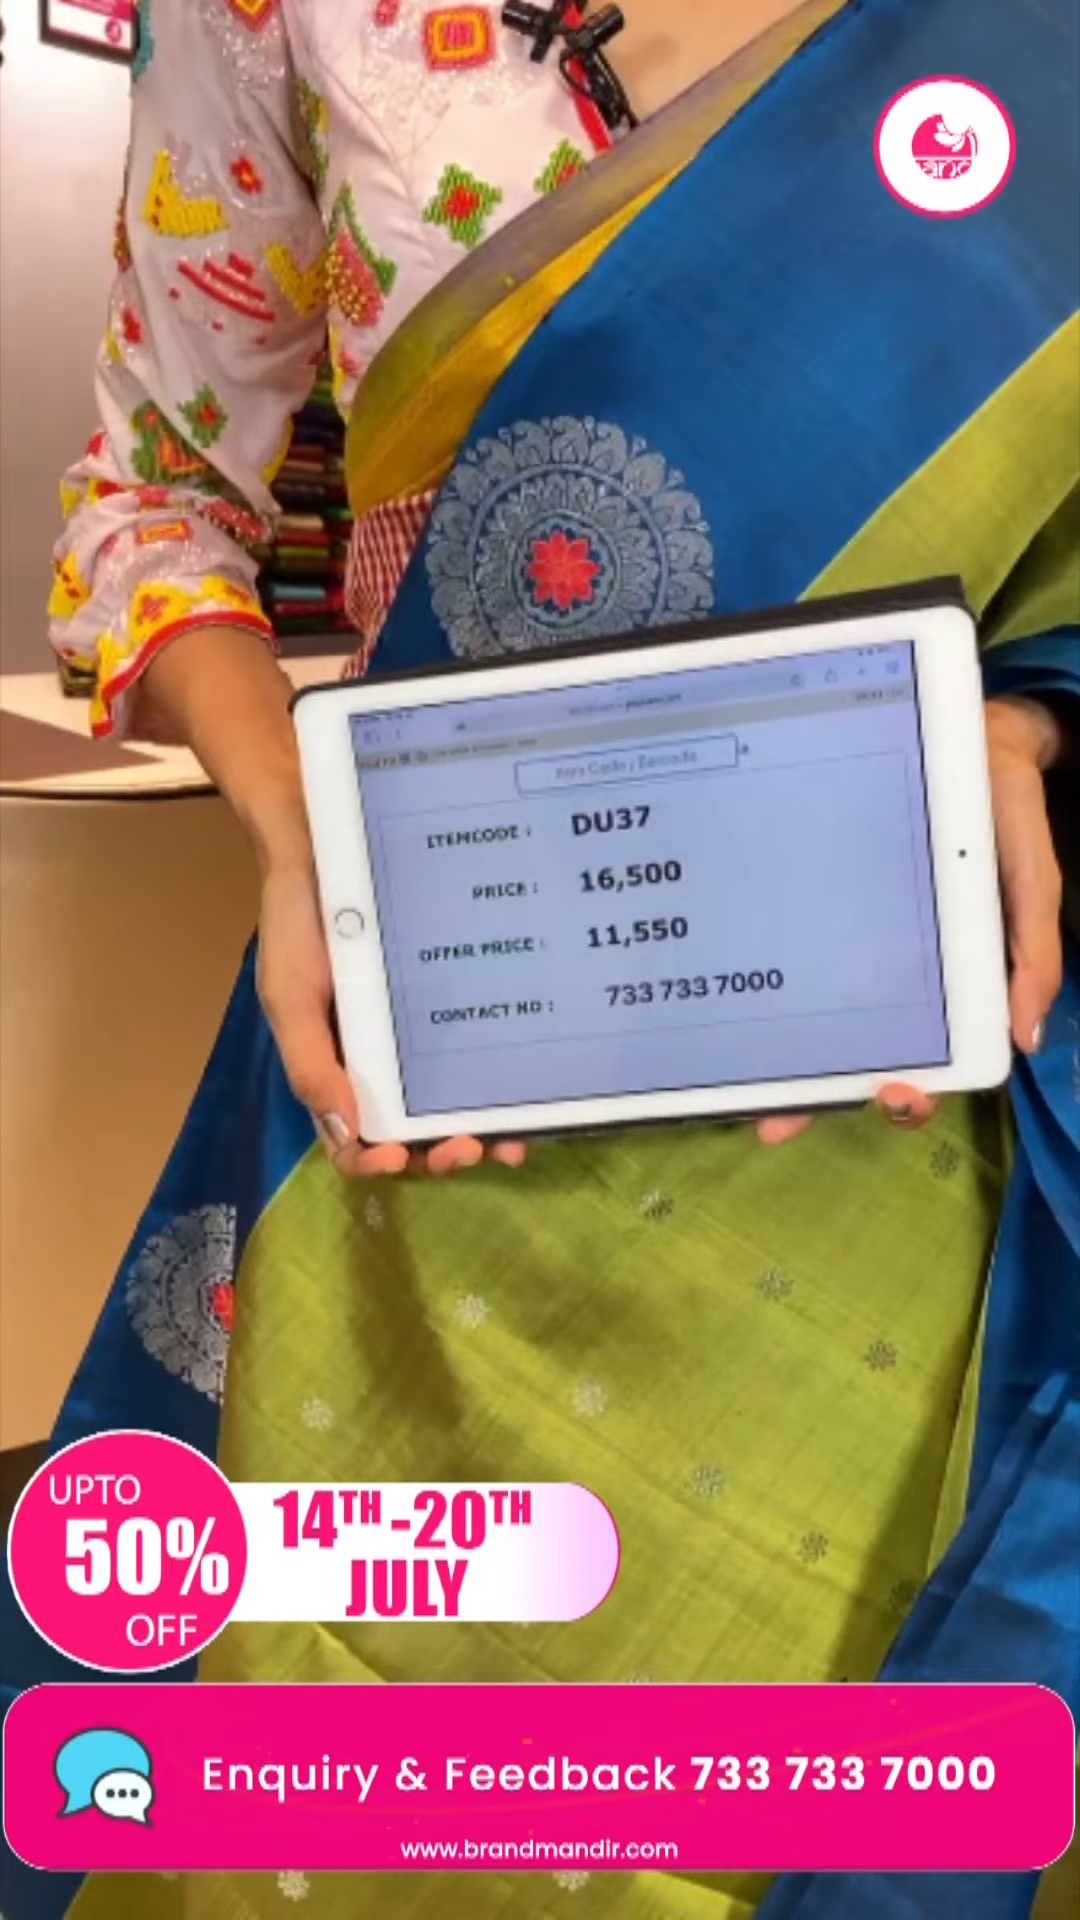 ITEMCODE : DU37
PRICE : 16,500
OFFER PRICE : 11,550
CONTACT NO : 733 733 7000
UPTO
50%
OFF
14TH-20TH
JULY
Enquiry & Feedback 733 733 7000
www.brandmandir.com